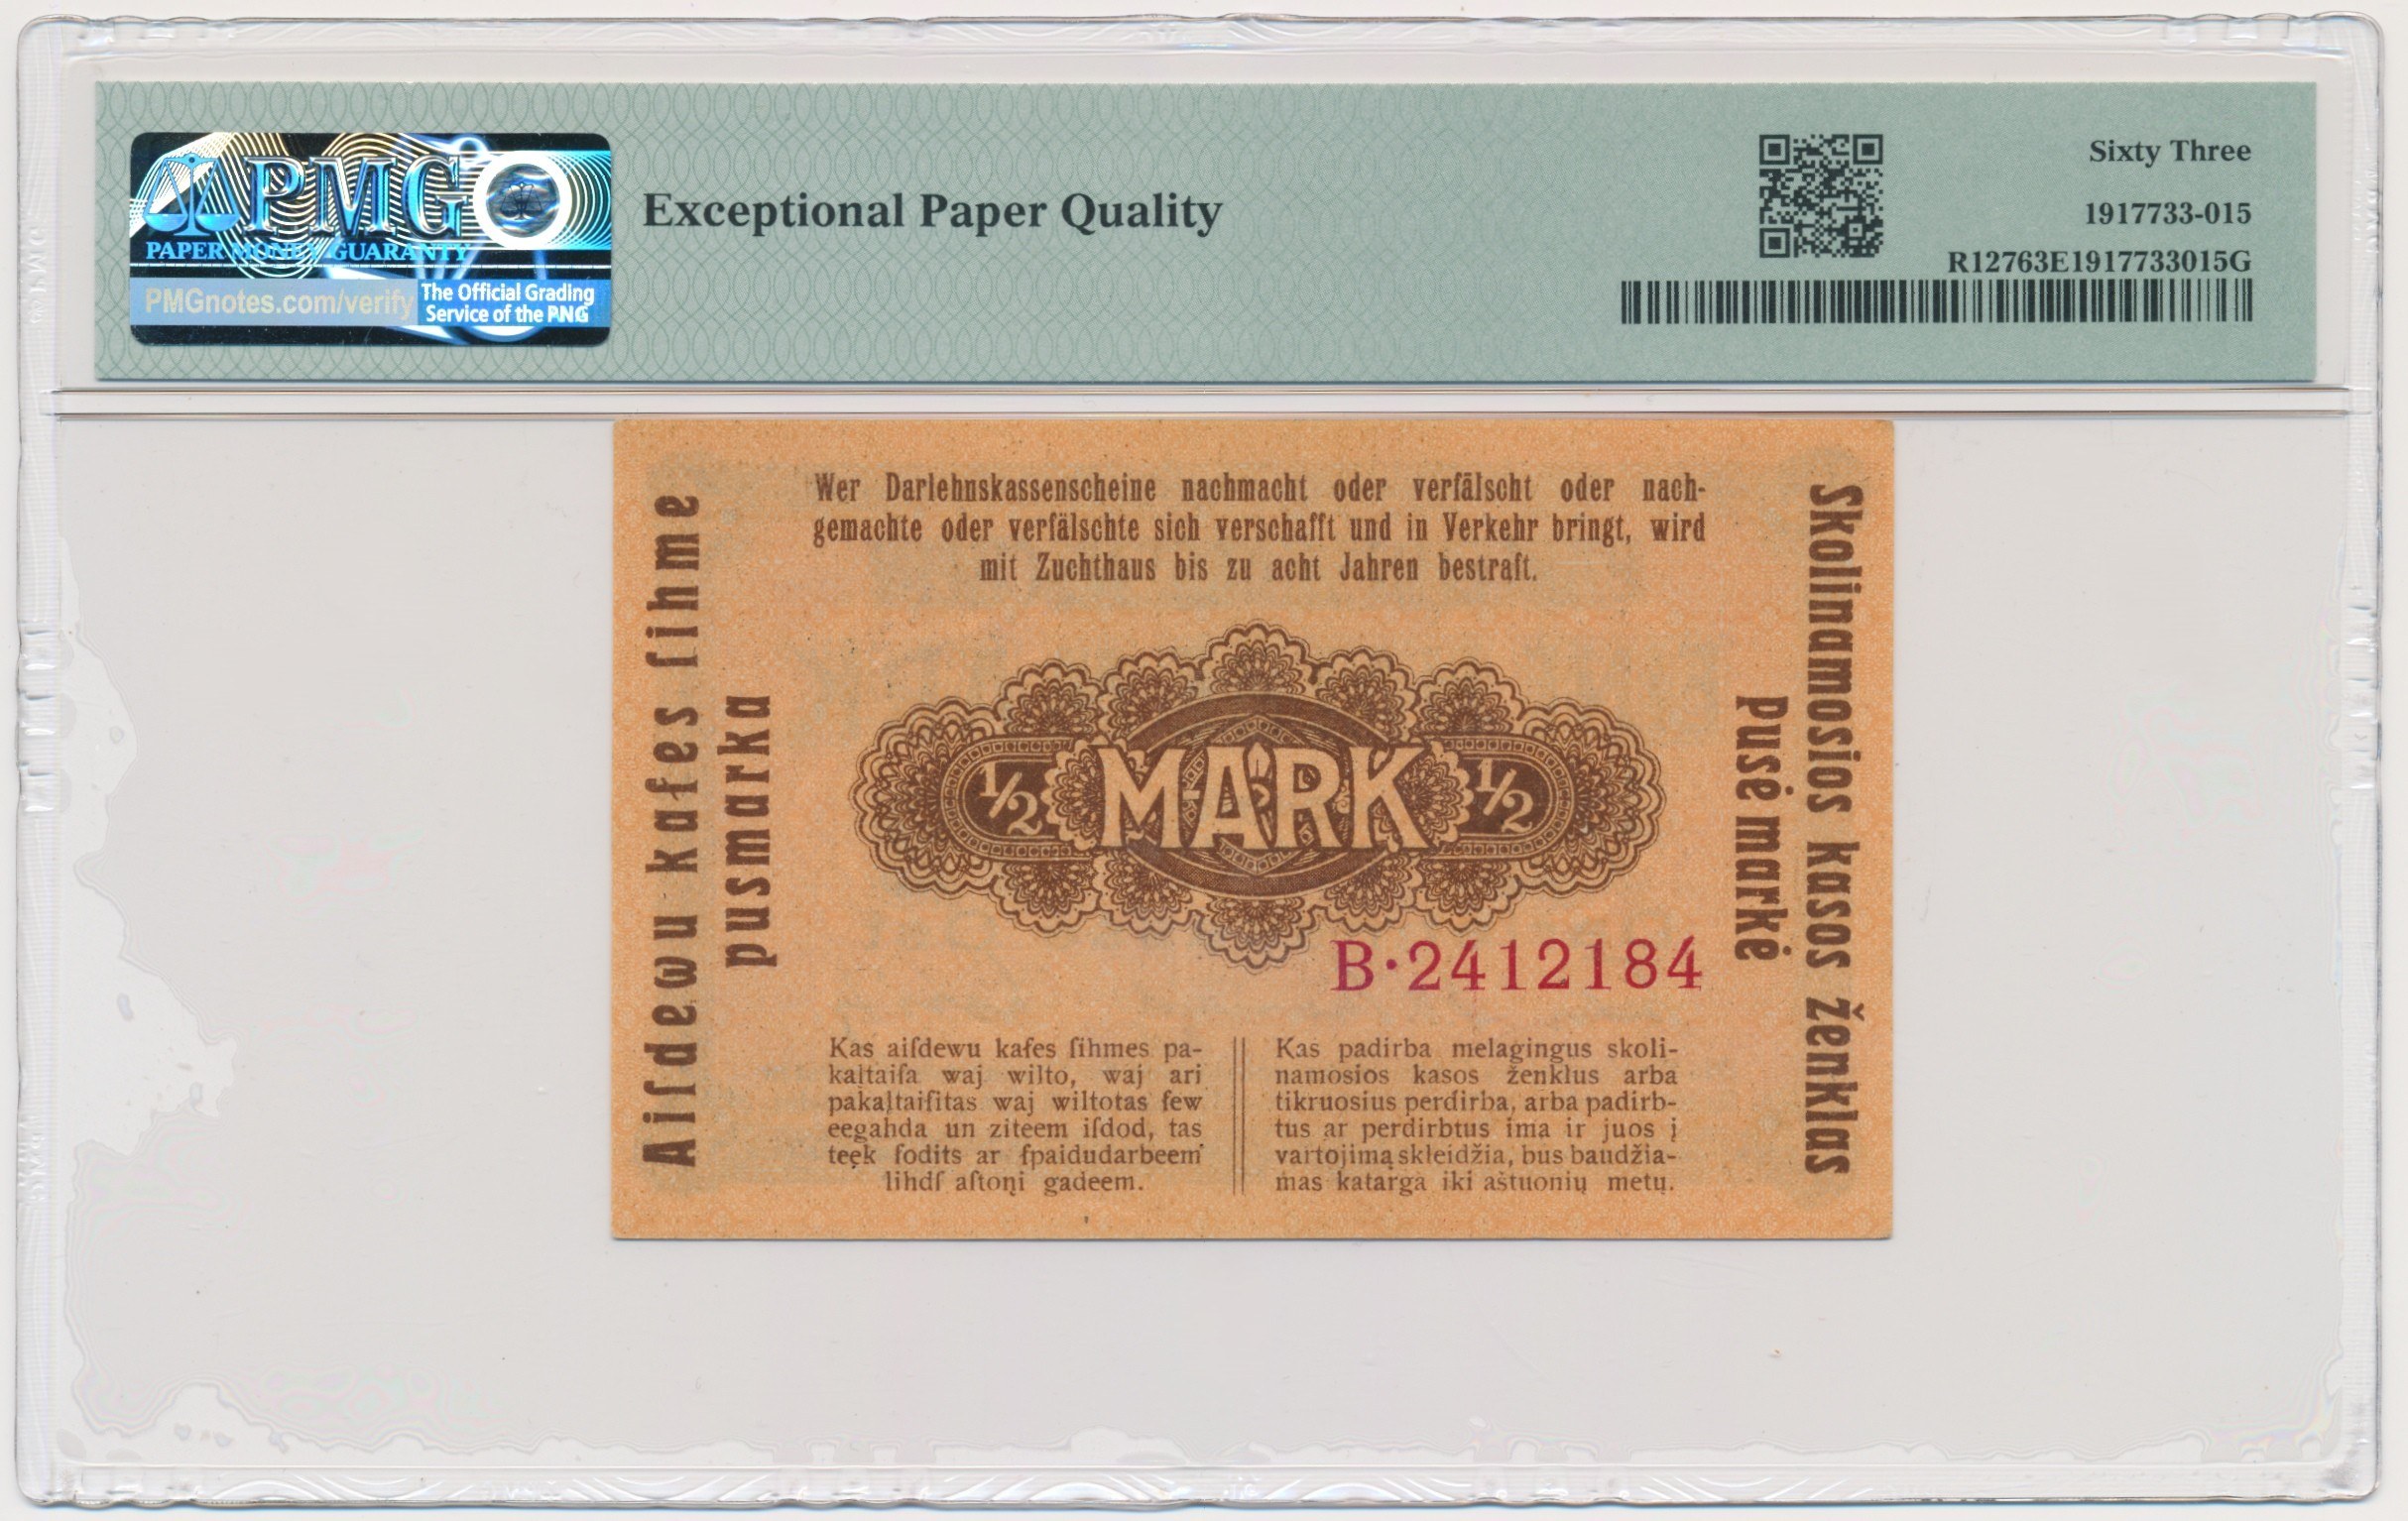 PMG
PAPER MONEY GUARANTY
PMGnotes.com/verify
The Official Grading
Service of the PNG
Exceptional Paper Quality
Sixty Three
1917733-015
R12763E1917733015G
Wer Darlehnskassenscheine nachmacht oder verfälscht oder nach-
gemachte oder verfälschte sich verschafft und in Verkehr bringt, wird
mit Zuchthaus bis zu acht Jahren bestraft.
Aiſdewu kaſes ſihme
pusmarka
½ MARK ½
Skolinamosios kasos ženklas
pusė markė
B·2412184
Kas aiſdewu kaſes ſihmes pa-
kaļtaiſa waj wilto, waj ari
pakaļtaiſitas waj wiltotas ſew
eegahda un ziteem iſdod, tas
teek ſodits ar ſpaidudarbeem
lihdſ aſtoņi gadeem.
Kas padirba melagingus skoli-
namosios kasos ženklus arba
tikruosius perdirba, arba padirb-
tus ar perdirbtus ima ir juos į
vartojimą skleidžia, bus baudžia-
mas katarga iki aštuonių metų.